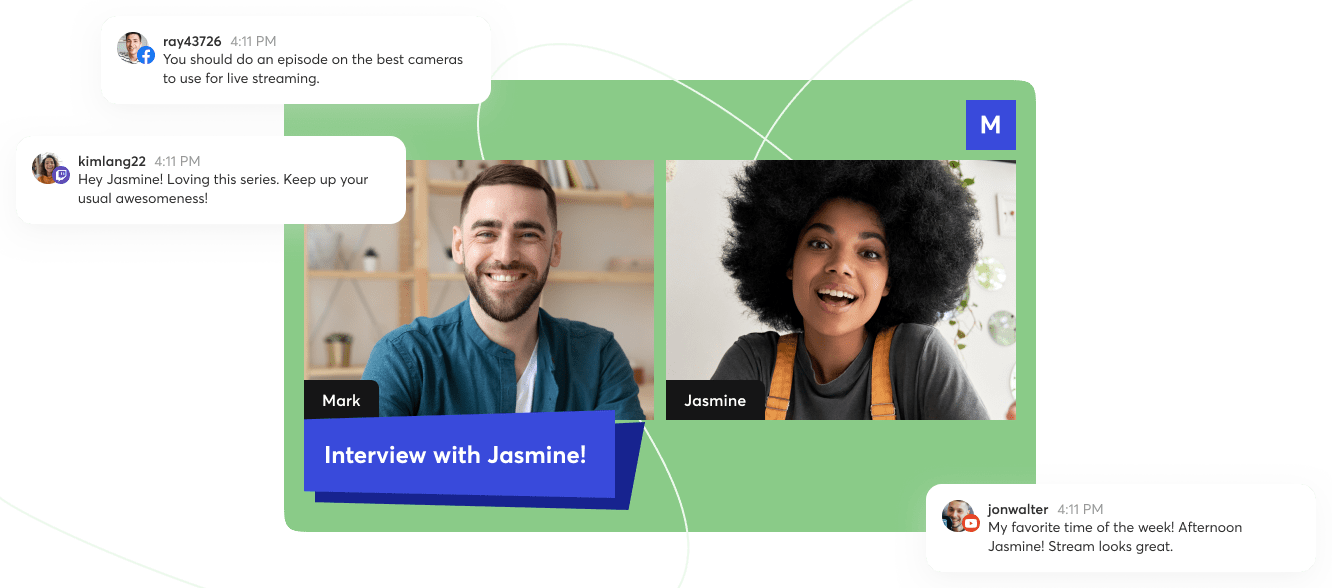 ray43726 4:11 PM
You should do an episode on the best cameras
to use for live streaming.
M
kimlang22 4:11 PM
Hey Jasmine! Loving this series. Keep up your
usual awesomeness!
Mark
Jasmine
Interview with Jasmine!
jonwalter 4:11 PM
My favorite time of the week! Afternoon
Jasmine! Stream looks great.